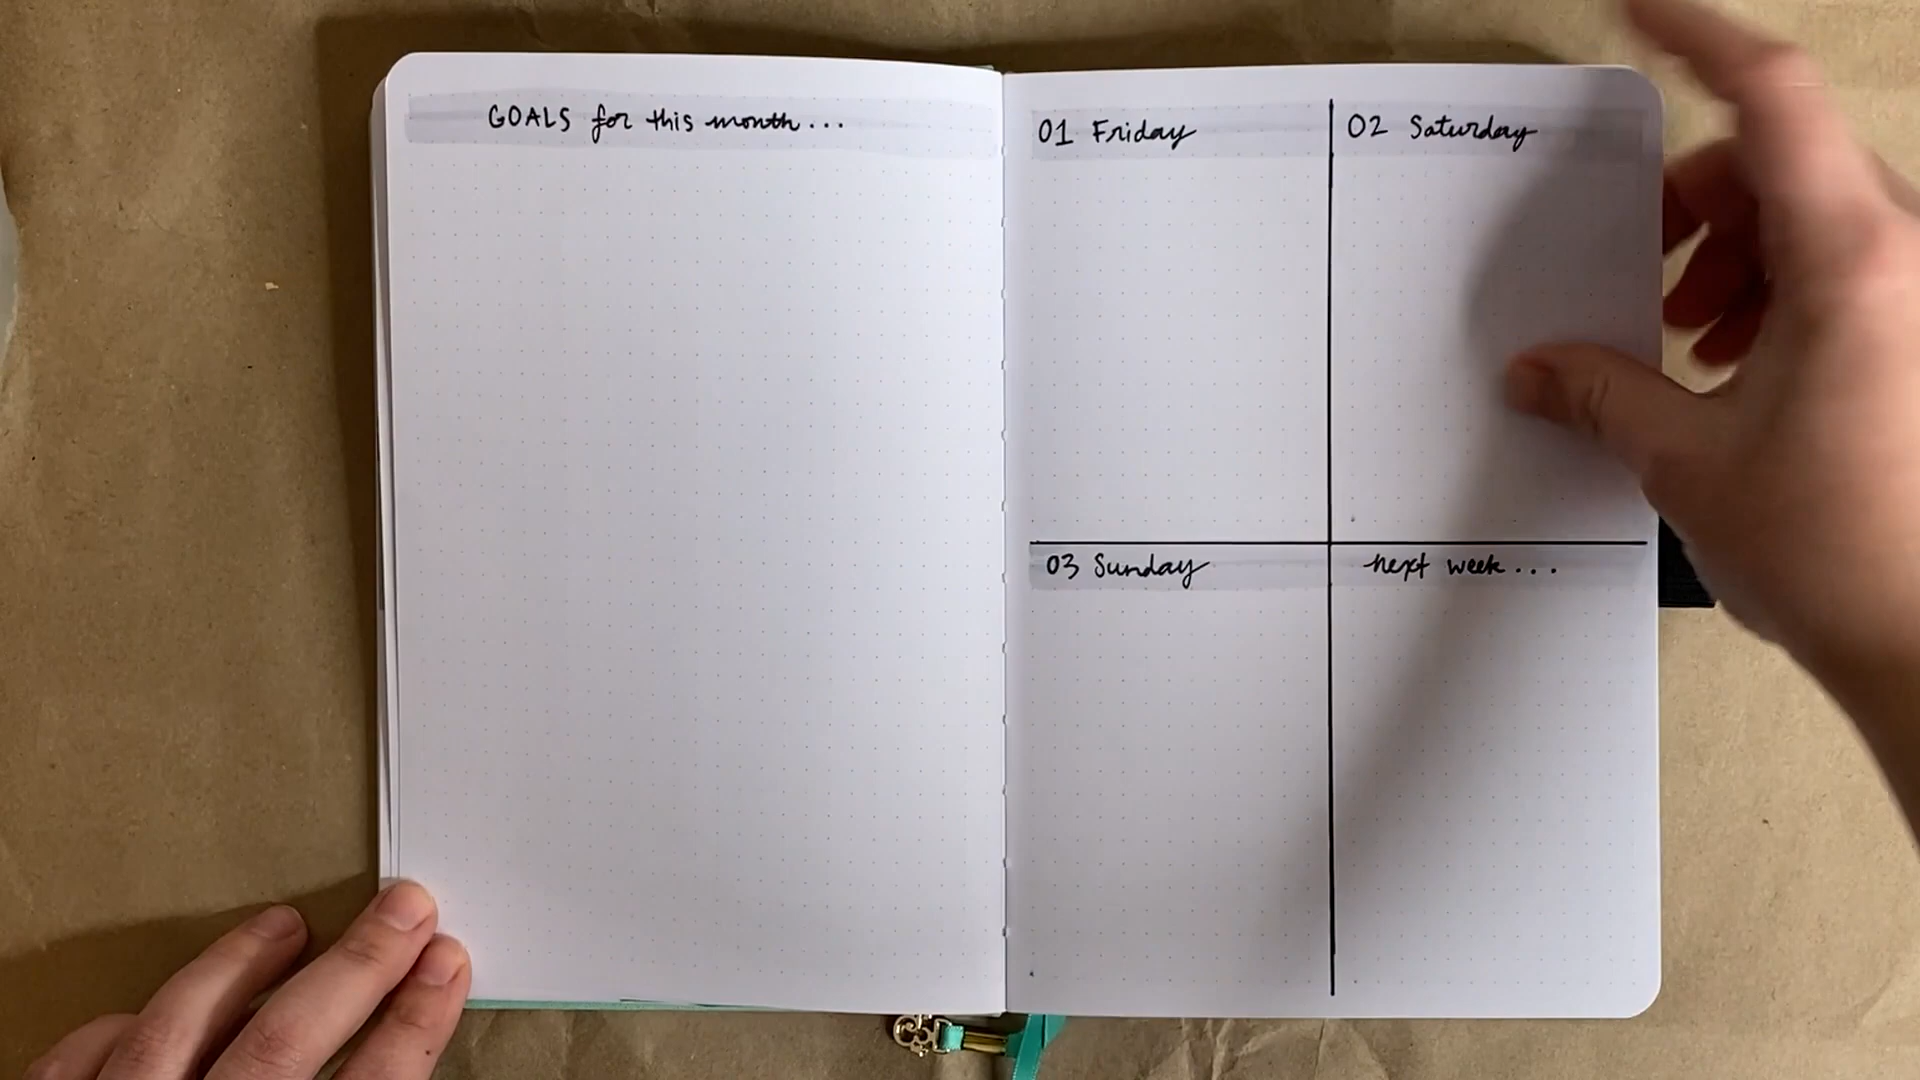 GOALS for this month...
01 Friday
02 Saturday
03 Sunday
next week...